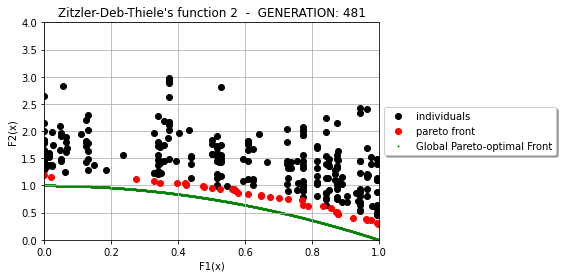 Zitzler-Deb-Thiele's function 2 - GENERATION: 481
4.0
3.5
3.0
2.5
2.0
1.5
1.0
0.5
0.0
F2(x)
0.0 0.2 0.4 0.6 0.8 1.0
F1(x)
individuals
pareto front
Global Pareto-optimal Front